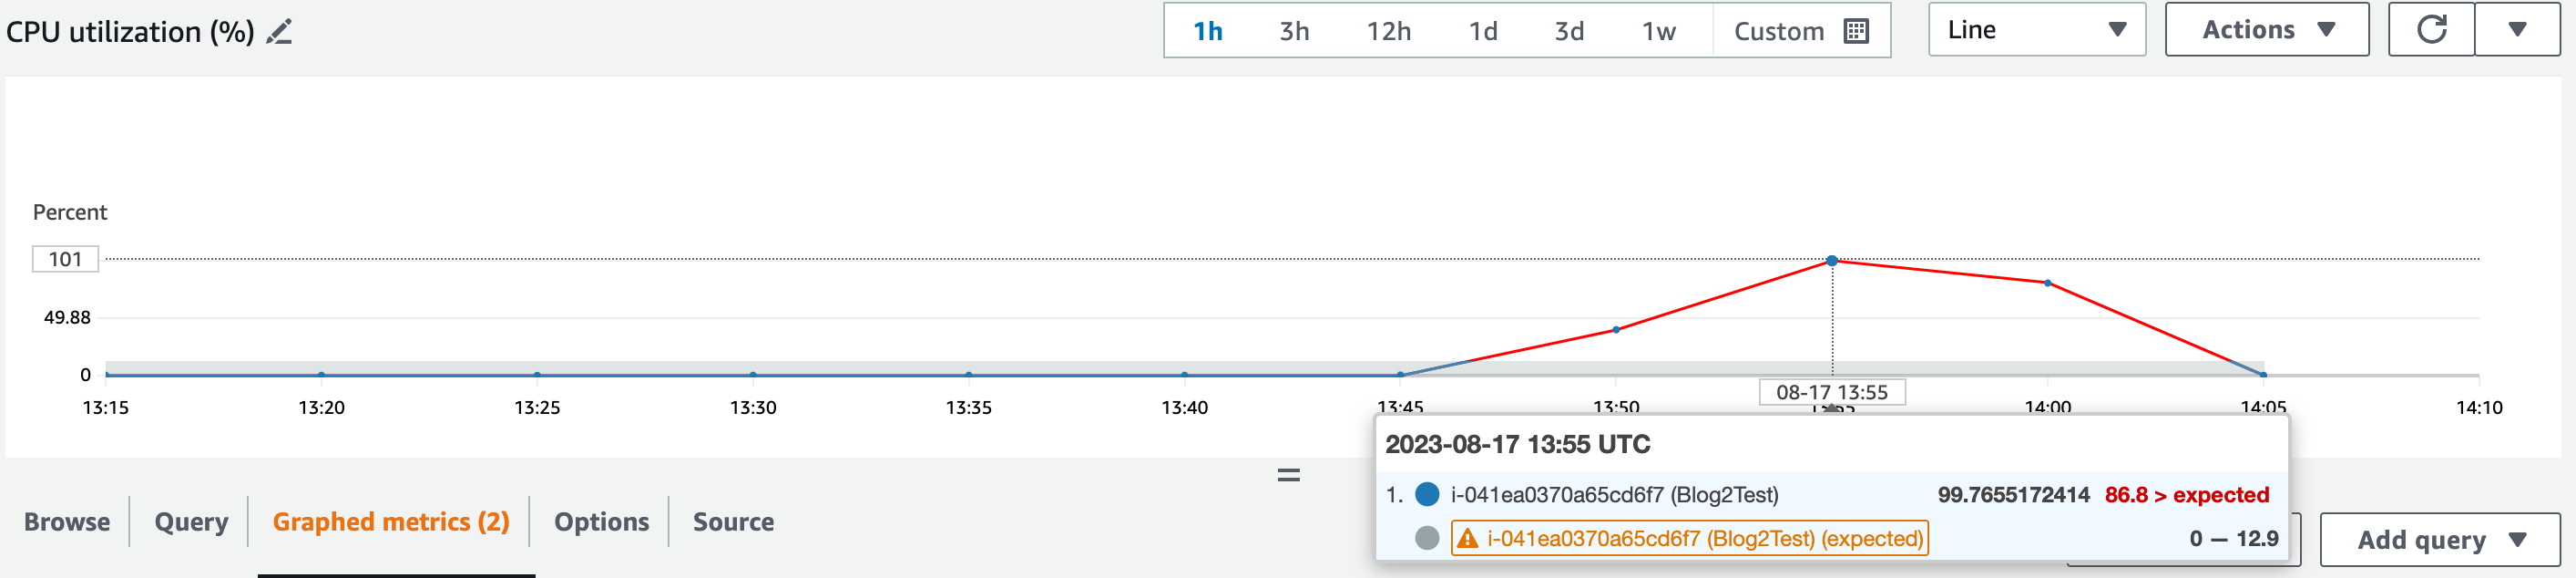 CPU utilization (%)
1h 3h 12h 1d 3d 1w Custom
Line
Actions
Percent
101
49.88
0
13:15 13:20 13:25 13:30 13:35 13:40 13:45 13:50 13:55 14:00 14:05 14:10
08-17 13:55
2023-08-17 13:55 UTC
1. i-041ea0370a65cd6f7 (Blog2Test) 99.7655172414 86.8 > expected
i-041ea0370a65cd6f7 (Blog2Test) (expected) 0 — 12.9
Browse Query Graphed metrics (2) Options Source
Add query